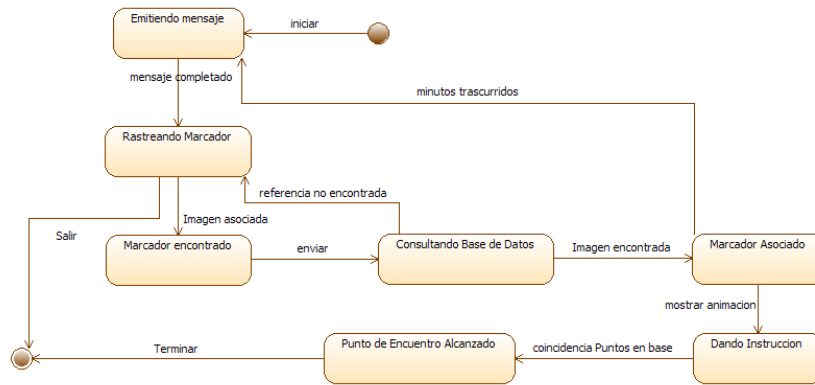 Emitiendo mensaje
iniciar
mensaje completado
minutos trascurridos
Rastreando Marcador
referencia no encontrada
Imagen asociada
Salir
Marcador encontrado
enviar
Consultando Base de Datos
Imagen encontrada
Marcador Asociado
mostrar animacion
Terminar
Punto de Encuentro Alcanzado
coincidencia Puntos en base
Dando Instruccion